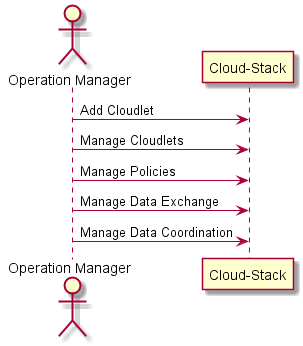 Operation Manager
Cloud-Stack
Add Cloudlet
Manage Cloudlets
Manage Policies
Manage Data Exchange
Manage Data Coordination
Operation Manager
Cloud-Stack